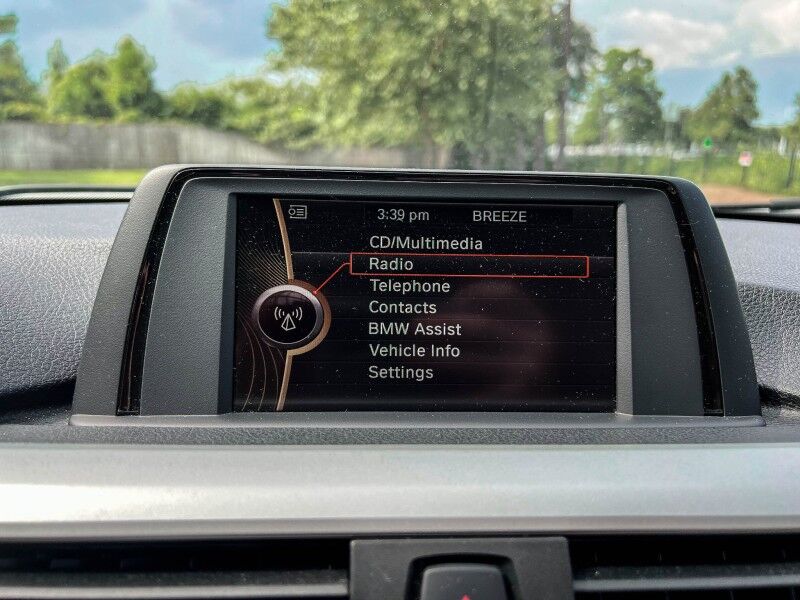 3:39 pm BREEZE
CD/Multimedia
Radio
Telephone
Contacts
BMW Assist
Vehicle Info
Settings